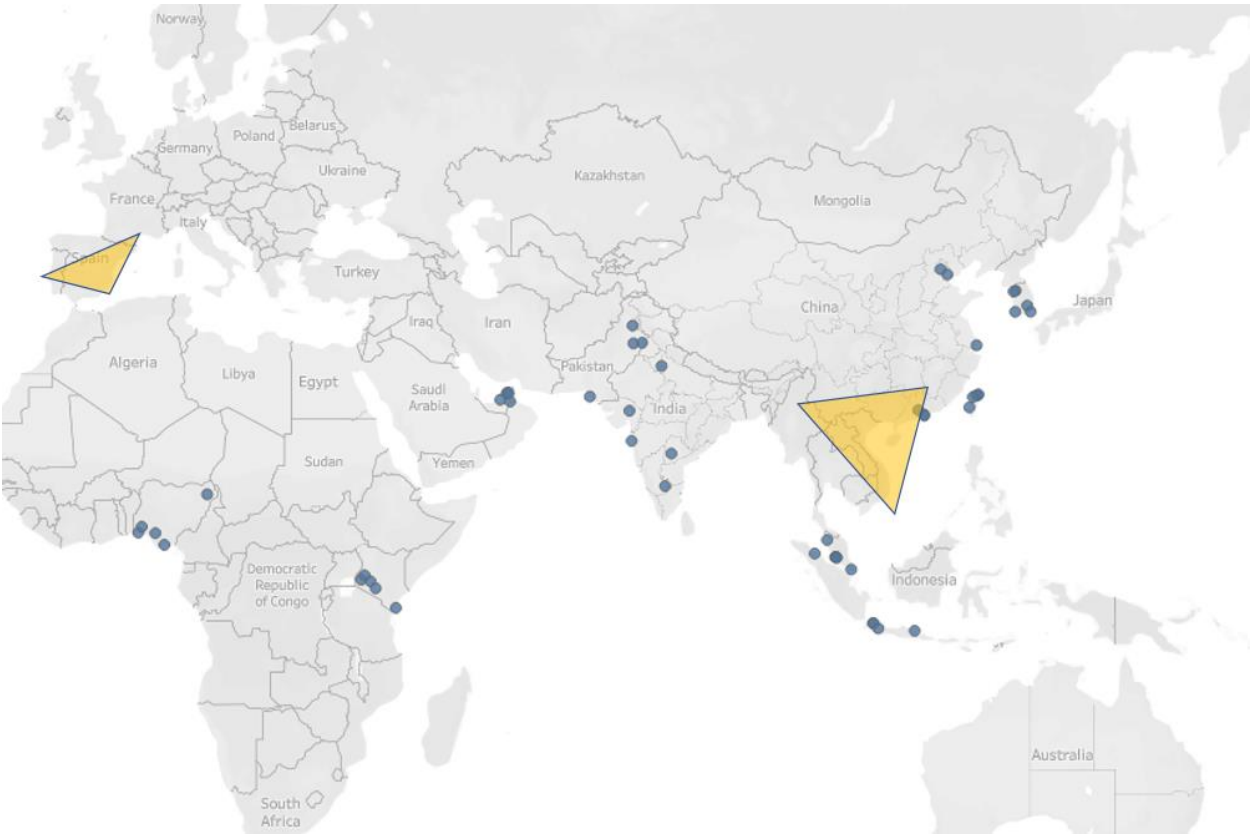 Norway
Belarus
Poland
Germany
Ukraine
Kazakhstan
France
Mongolia
Italy
Spain
Turkey
Japan
China
Iraq
Iran
Algeria
Libya
Pakistan
Egypt
Saudi
Arabia
India
Sudan
Yemen
Democratic
Republic
of Congo
Indonesia
Australia
South
Africa